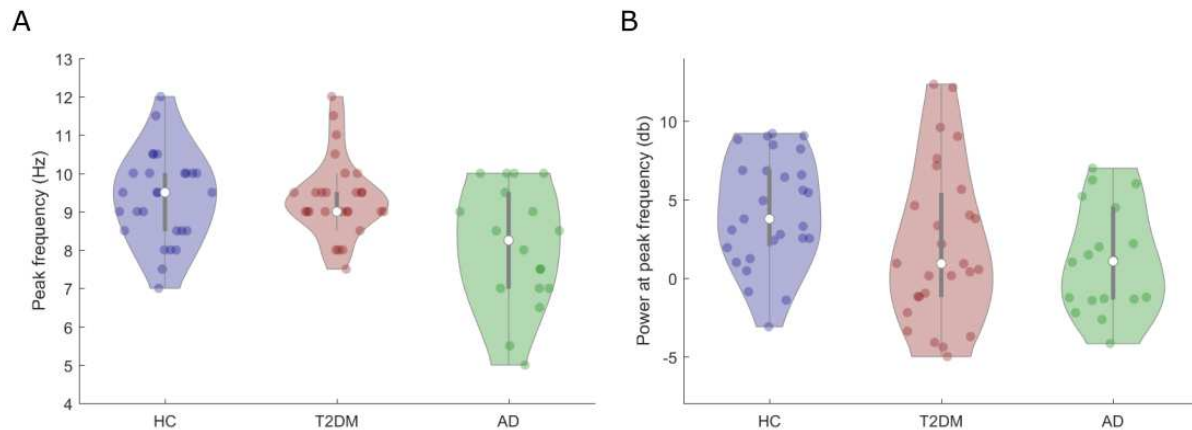 A
Peak frequency (Hz)
13
12
11
10
9
8
7
6
5
4
HC
T2DM
AD
B
Power at peak frequency (db)
10
5
0
-5
HC
T2DM
AD